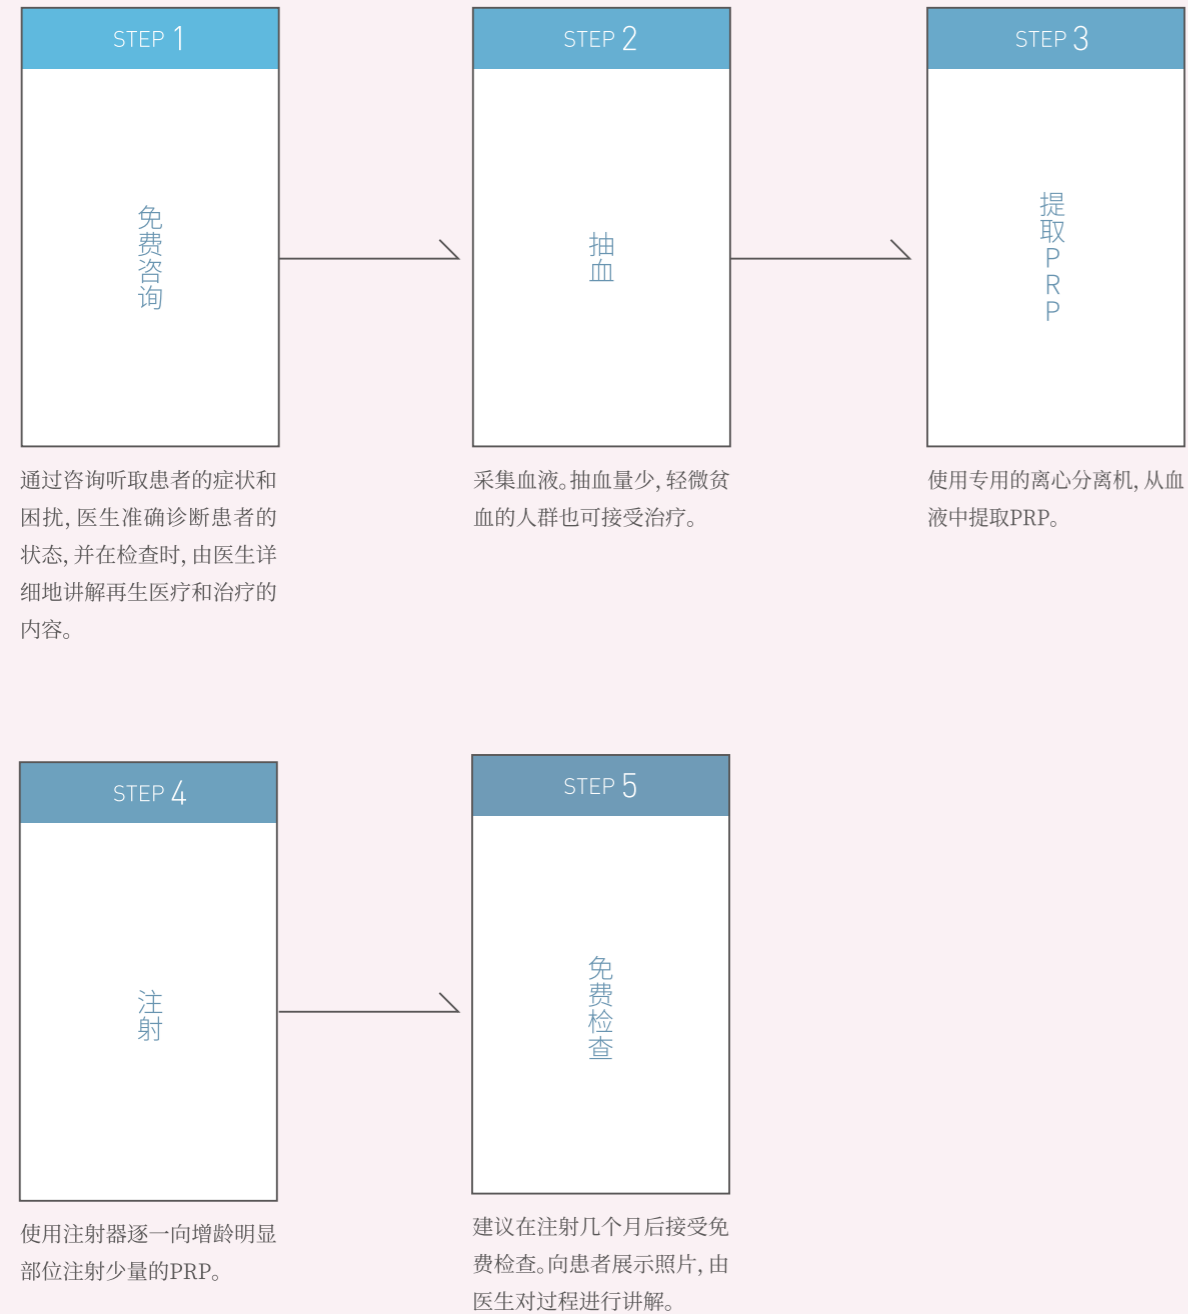 STEP 1
免费咨询
通过咨询听取患者的症状和
困扰，医生准确诊断患者的
状态，并在检查时，由医生详
细地讲解再生医疗和治疗的
内容。
STEP 2
抽血
采集血液。抽血量少，轻微贫
血的人群也可接受治疗。
STEP 3
提取PRP
使用专用的离心分离机，从血
液中提取PRP。
STEP 4
注射
使用注射器逐一向增龄明显
部位注射少量的PRP。
STEP 5
免费检查
建议在注射几个月后接受免
费检查。向患者展示照片，由
医生对过程进行讲解。